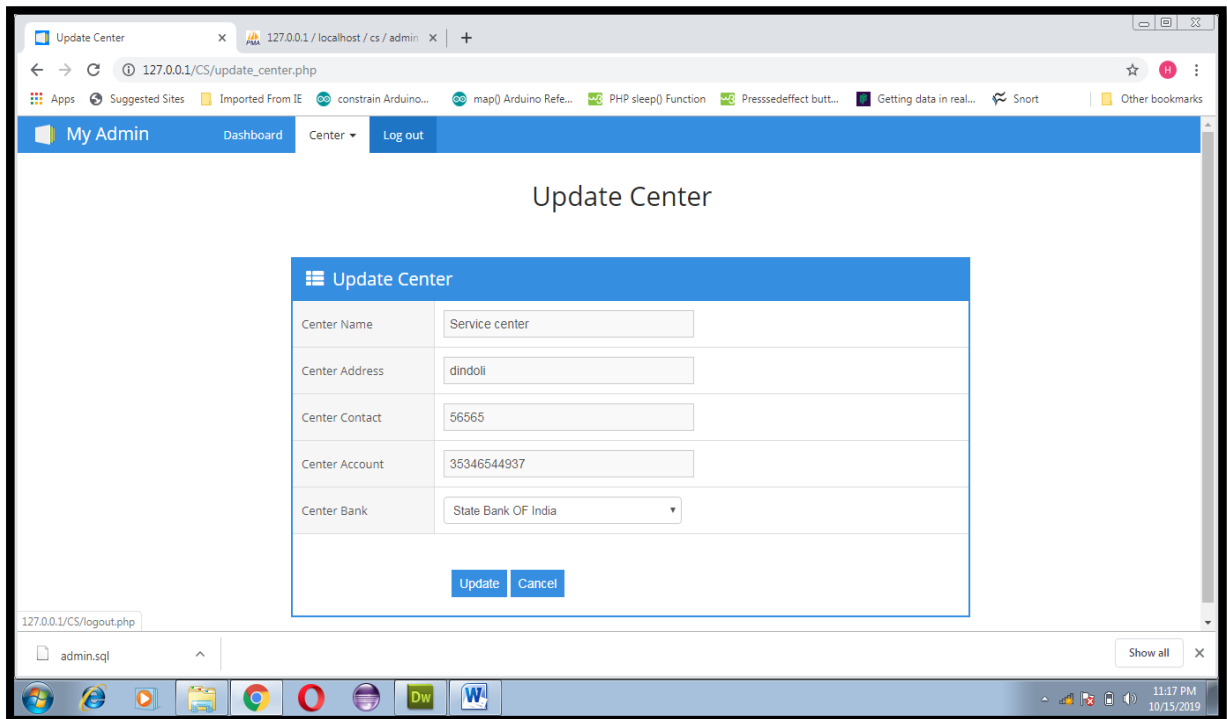 Update Center
127.0.0.1 / localhost / cs / admin
127.0.0.1/CS/update_center.php
H
Apps Suggested Sites Imported From IE constrain Arduino... map() Arduino Refe... PHP sleep() Function Presssedeffect butt... Getting data in real... Snort Other bookmarks
My Admin Dashboard Center Log out
Update Center
Update Center
Center Name Service center
Center Address dindoli
Center Contact 56565
Center Account 35346544937
Center Bank State Bank OF India
Update Cancel
127.0.0.1/CS/logout.php
admin.sql Show all
Dw W 11:17 PM
10/15/2019